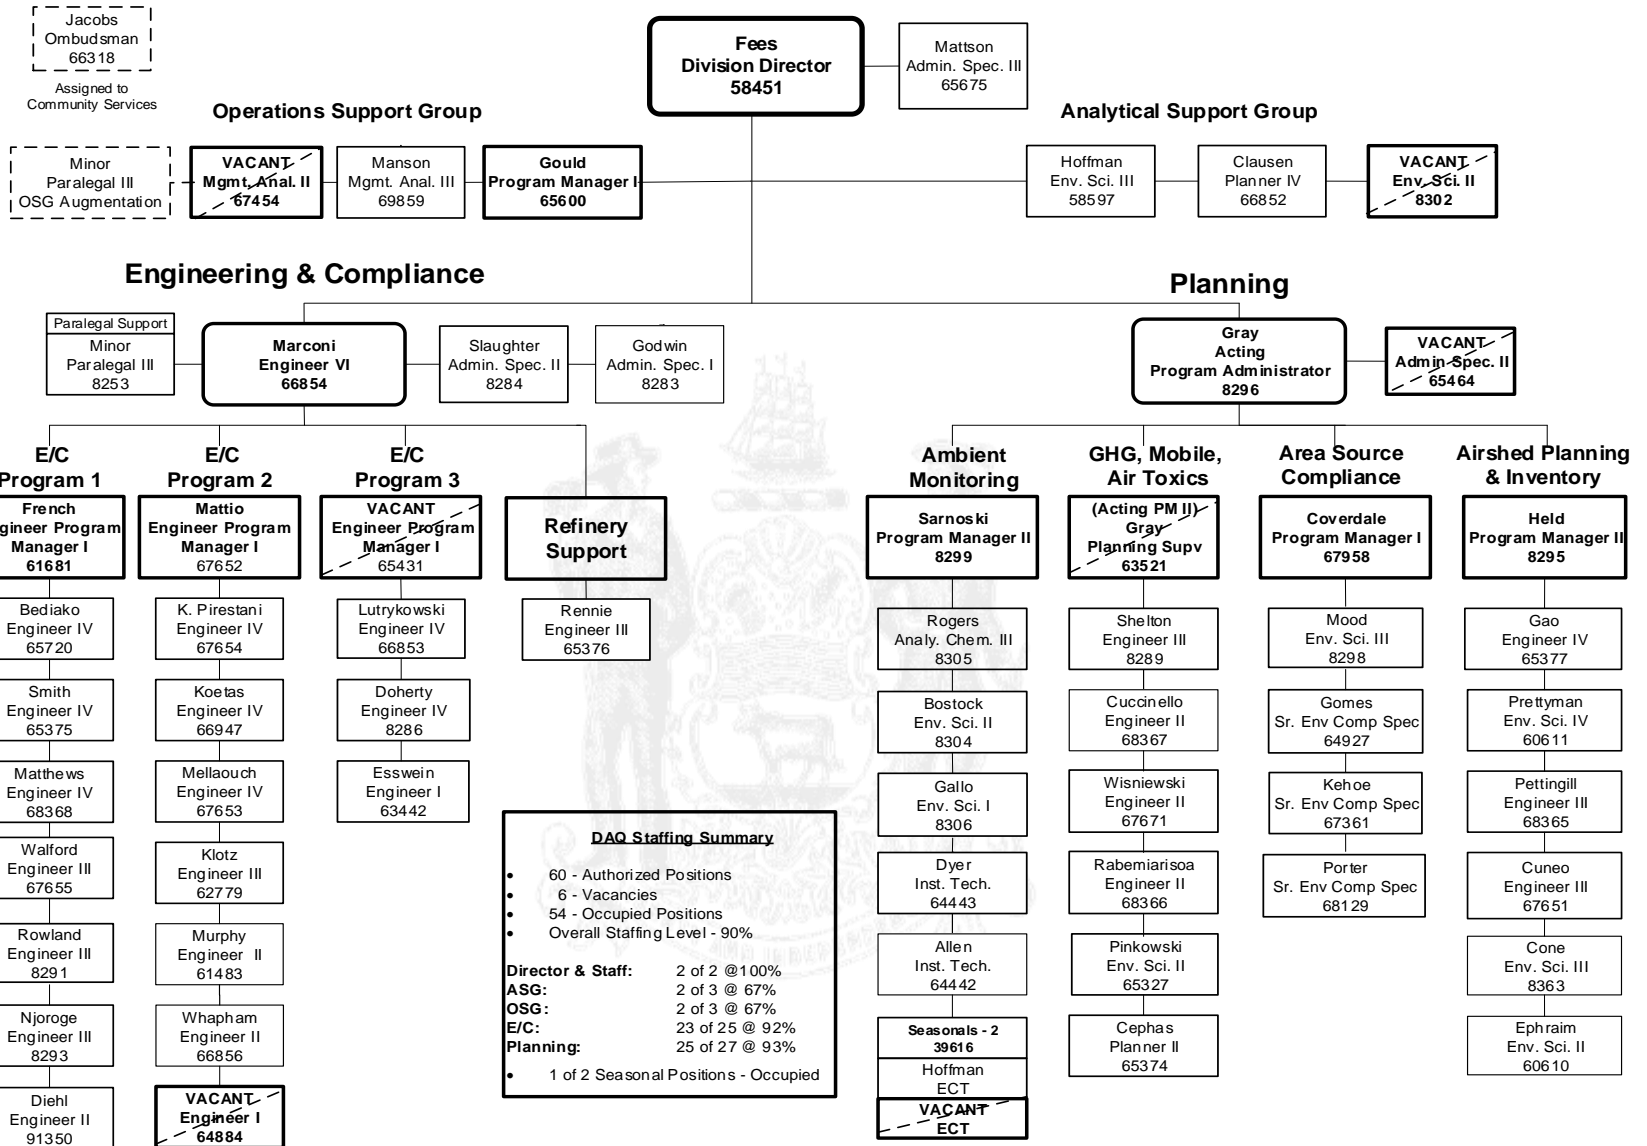 Jacobs
Ombudsman
66318
Assigned to
Community Services
Fees
Division Director
58451
Mattson
Admin. Spec. III
65675
Operations Support Group
Analytical Support Group
Minor
Paralegal III
OSG Augmentation
VACANT
Mgmt. Anal. II
67454
Manson
Mgmt. Anal. III
69859
Gould
Program Manager I
65600
Hoffman
Env. Sci. III
58597
Clausen
Planner IV
66852
VACANT
Env. Sci. II
8302
Engineering & Compliance
Planning
Paralegal Support
Minor
Paralegal III
8253
Marconi
Engineer VI
66854
Slaughter
Admin. Spec. II
8284
Godwin
Admin. Spec. I
8283
Gray
Acting
Program Administrator
8296
VACANT
Admin Spec. II
65464
E/C
Program 1
French
gineer Program
Manager I
61681
Bediako
Engineer IV
65720
Smith
Engineer IV
65375
Matthews
Engineer IV
68368
Walford
Engineer III
67655
Rowland
Engineer III
8291
Njoroge
Engineer III
8293
Diehl
Engineer II
91350
E/C
Program 2
Mattio
Engineer Program
Manager I
67652
K. Pirestani
Engineer IV
67654
Koetas
Engineer IV
66947
Mellaouch
Engineer IV
67653
Klotz
Engineer III
62779
Murphy
Engineer II
61483
Whapham
Engineer II
66856
VACANT
Engineer I
64884
E/C
Program 3
VACANT
Engineer Program
Manager I
65431
Lutrykowski
Engineer IV
66853
Doherty
Engineer IV
8286
Esswein
Engineer I
63442
Refinery
Support
Rennie
Engineer III
65376
DAQ Staffing Summary
• 60 - Authorized Positions
• 6 - Vacancies
• 54 - Occupied Positions
• Overall Staffing Level - 90%
Director & Staff: 2 of 2 @100%
ASG: 2 of 3 @ 67%
OSG: 2 of 3 @ 67%
E/C: 23 of 25 @ 92%
Planning: 25 of 27 @ 93%
• 1 of 2 Seasonal Positions - Occupied
Ambient
Monitoring
Sarnoski
Program Manager II
8299
Rogers
Analy. Chem. III
8305
Bostock
Env. Sci. II
8304
Gallo
Env. Sci. I
8306
Dyer
Inst. Tech.
64443
Allen
Inst. Tech.
64442
Seasonals - 2
39616
Hoffman
ECT
VACANT
ECT
GHG, Mobile,
Air Toxics
(Acting PM II)
Gray
Planning Supv
63521
Shelton
Engineer III
8289
Cuccinello
Engineer II
68367
Wisniewski
Engineer II
67671
Rabemiarisoa
Engineer II
68366
Pinkowski
Env. Sci. II
65327
Cephas
Planner II
65374
Area Source
Compliance
Coverdale
Program Manager I
67958
Mood
Env. Sci. III
8298
Gomes
Sr. Env Comp Spec
64927
Kehoe
Sr. Env Comp Spec
67361
Porter
Sr. Env Comp Spec
68129
Airshed Planning
& Inventory
Held
Program Manager II
8295
Gao
Engineer IV
65377
Prettyman
Env. Sci. IV
60611
Pettingill
Engineer III
68365
Cuneo
Engineer III
67651
Cone
Env. Sci. III
8363
Ephraim
Env. Sci. II
60610